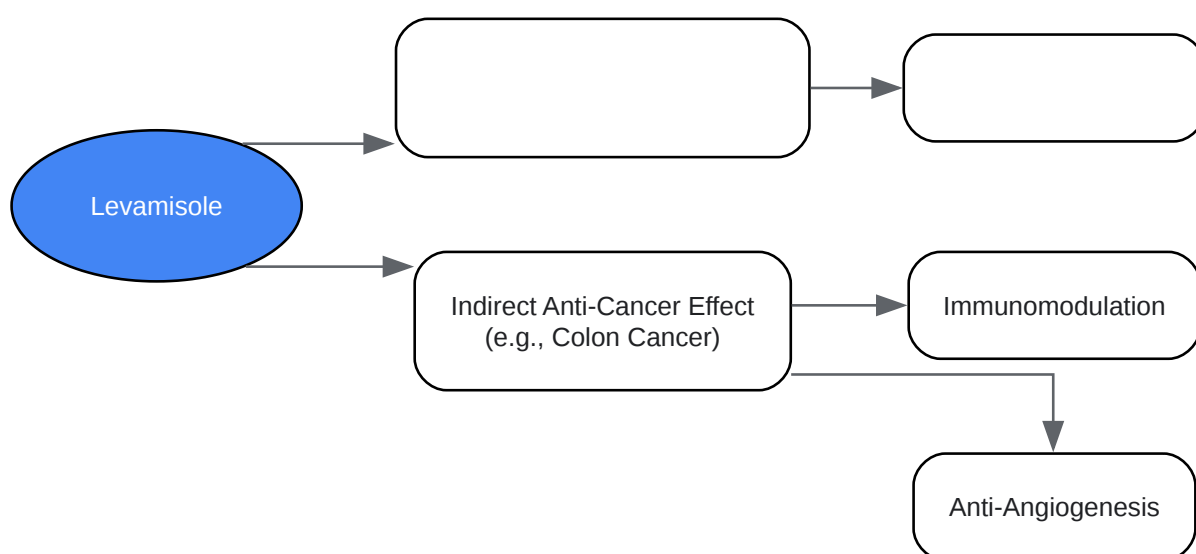 Levamisole
Indirect Anti-Cancer Effect
(e.g., Colon Cancer)
Immunomodulation
Anti-Angiogenesis